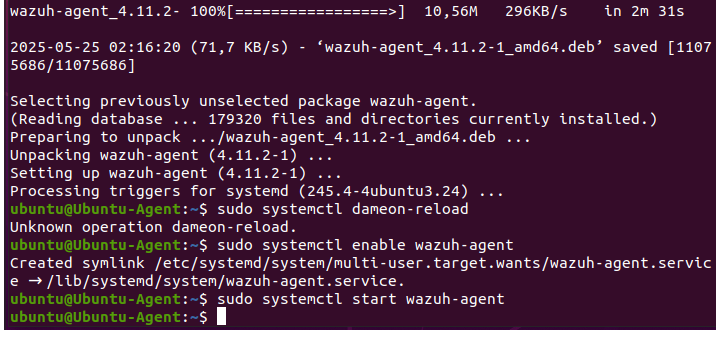 wazuh-agent_4.11.2- 100%[=================>]  10,56M   296KB/s    in 2m 31s
2025-05-25 02:16:20 (71,7 KB/s) - ‘wazuh-agent_4.11.2-1_amd64.deb’ saved [1107
5686/11075686]
Selecting previously unselected package wazuh-agent.
(Reading database ... 179320 files and directories currently installed.)
Preparing to unpack .../wazuh-agent_4.11.2-1_amd64.deb ...
Unpacking wazuh-agent (4.11.2-1) ...
Setting up wazuh-agent (4.11.2-1) ...
Processing triggers for systemd (245.4-4ubuntu3.24) ...
ubuntu@Ubuntu-Agent:~$ sudo systemctl dameon-reload
Unknown operation dameon-reload.
ubuntu@Ubuntu-Agent:~$ sudo systemctl enable wazuh-agent
Created symlink /etc/systemd/system/multi-user.target.wants/wazuh-agent.servic
e → /lib/systemd/system/wazuh-agent.service.
ubuntu@Ubuntu-Agent:~$ sudo systemctl start wazuh-agent
ubuntu@Ubuntu-Agent:~$